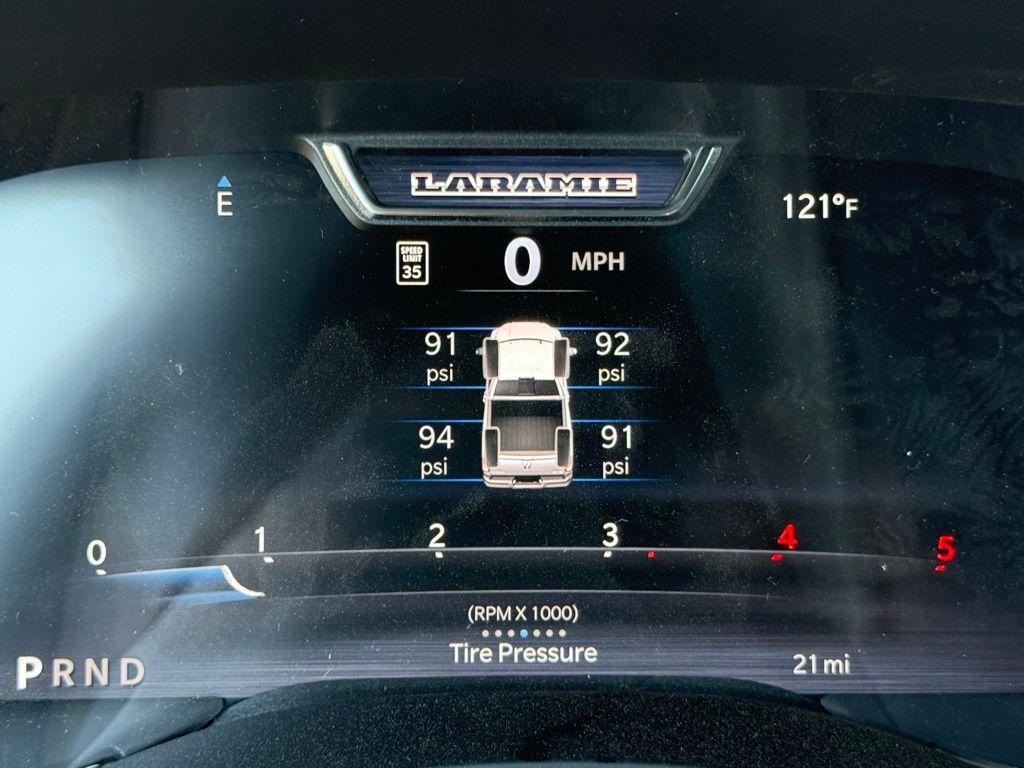 LARAMIE
E
121°F
SPEED
LIMIT
35
0 MPH
91 psi
92 psi
94 psi
91 psi
0 1 2 3 4 5
(RPM X 1000)
Tire Pressure
PRND
21 mi